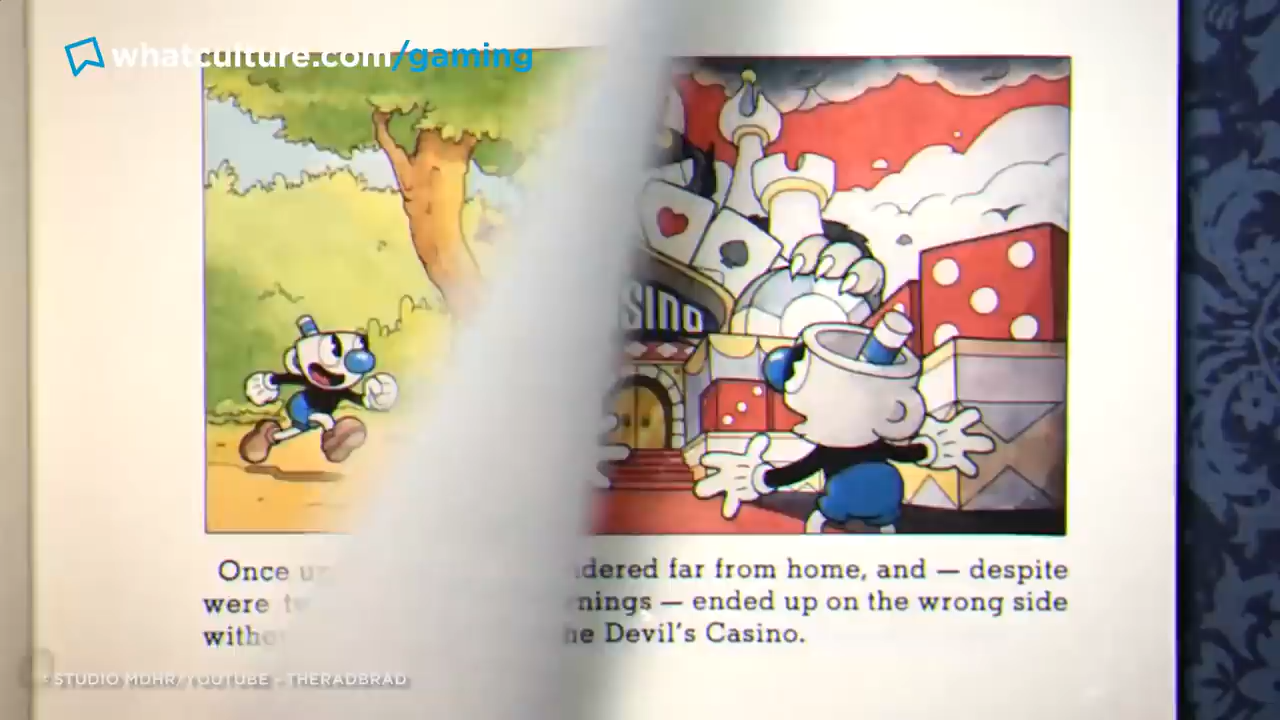 whatculture.com/gaming
SINO
Once
were
dered far from home, and — despite
nings — ended up on the wrong side
he Devil's Casino.
© STUDIO MDHR/YOUTUBE - THERADBRAD